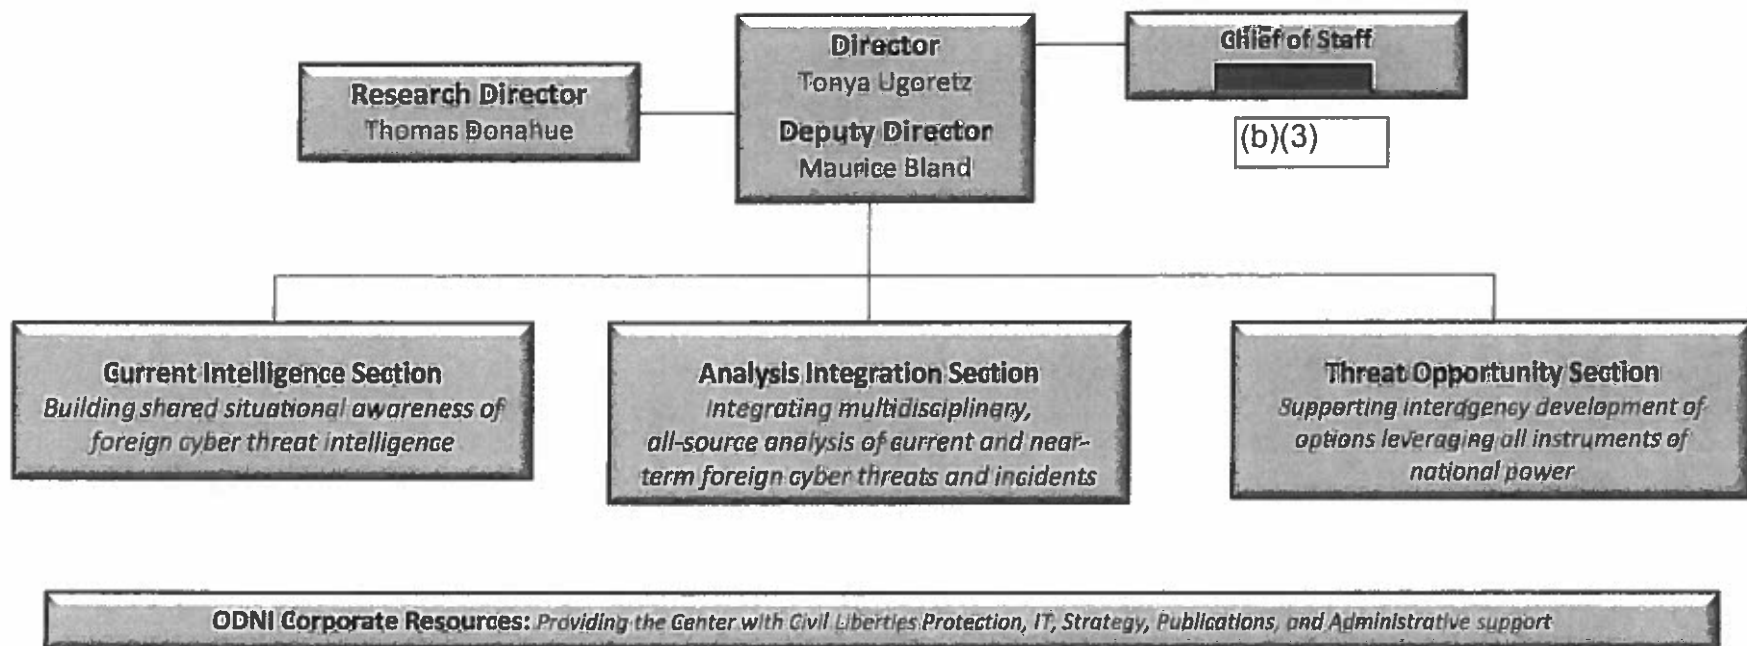 Research Director
Thomas Donahue
Director
Tonya Ugoretz
Deputy Director
Maurice Bland
Chief of Staff
(b)(3)
Current Intelligence Section
Building shared situational awareness of
foreign cyber threat intelligence
Analysis Integration Section
Integrating multidisciplinary,
all-source analysis of current and near-
term foreign cyber threats and incidents
Threat Opportunity Section
Supporting interagency development of
options leveraging all instruments of
national power
ODNI Corporate Resources: Providing the Center with Civil Liberties Protection, IT, Strategy, Publications, and Administrative support